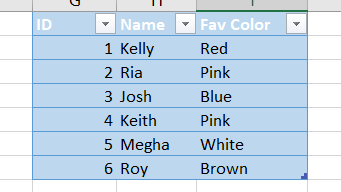 ID Name Fav Color
1 Kelly Red
2 Ria Pink
3 Josh Blue
4 Keith Pink
5 Megha White
6 Roy Brown